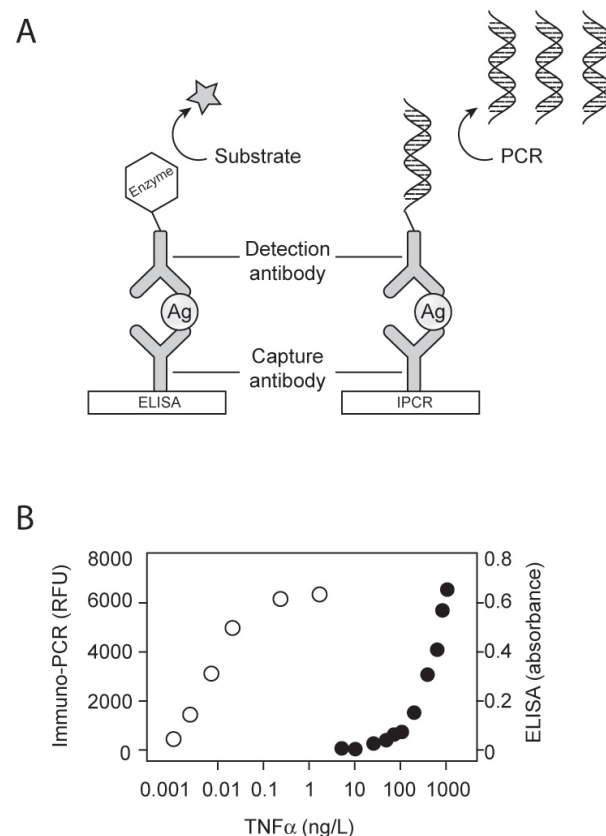 A
Substrate
PCR
Enzyme
Detection
antibody
Ag
Ag
Capture
antibody
ELISA
IPCR
B
8000
0.8
6000
0.6
4000
0.4
2000
0.2
0
0
Immuno-PCR (RFU)
ELISA (absorbance)
0.001 0.01 0.1 1 10 100 1000
TNFα (ng/L)